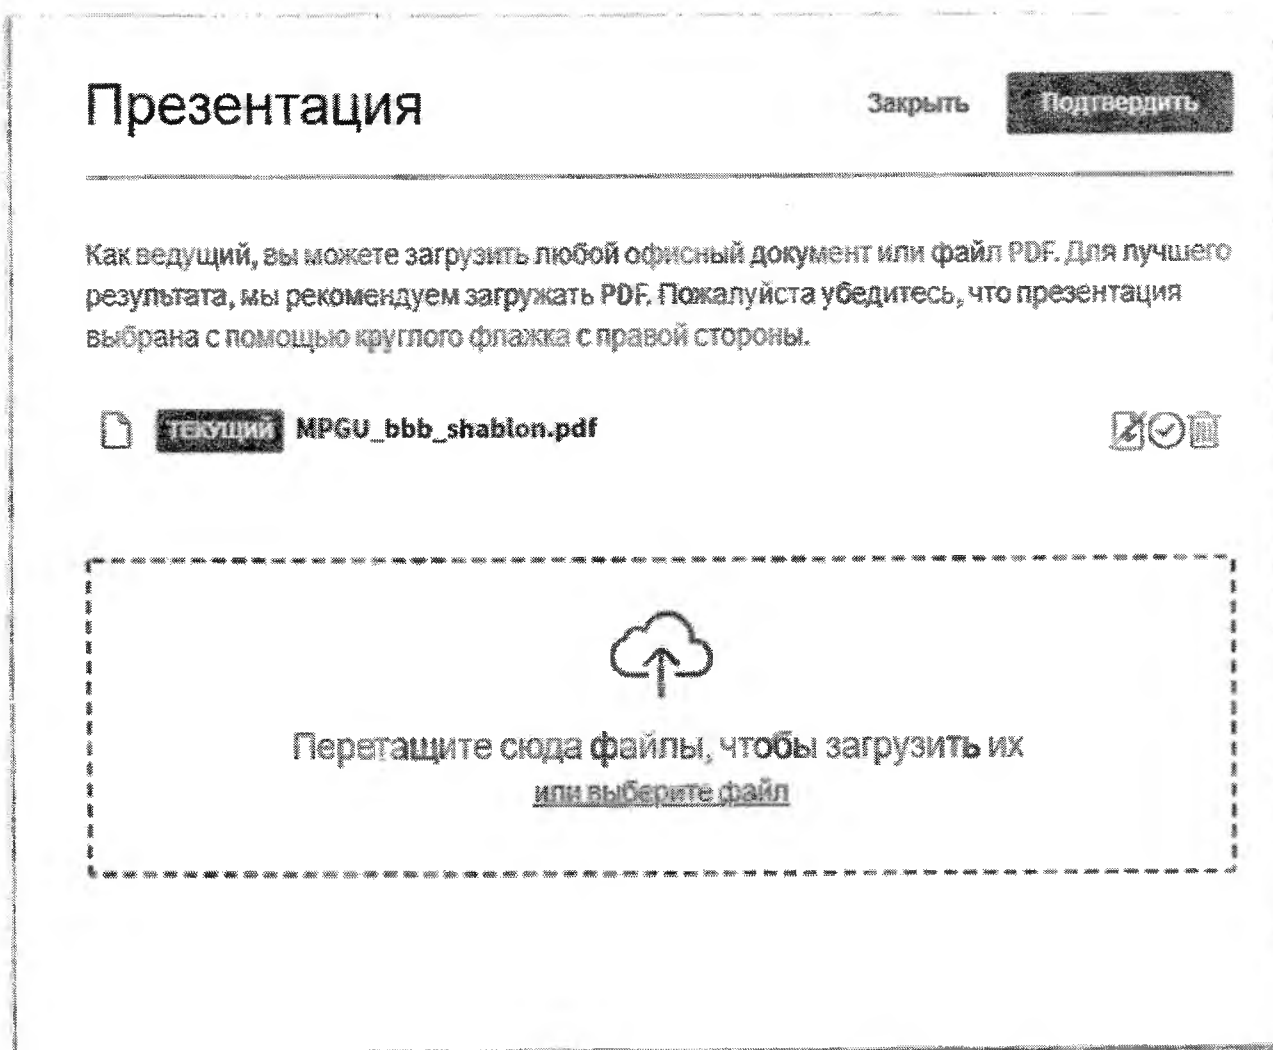 Презентация
Закрыть
Подтвердить
Как ведущий, вы можете загрузить любой офисный документ или файл PDF. Для лучшего
результата, мы рекомендуем загружать PDF. Пожалуйста убедитесь, что презентация
выбрана с помощью круглого флажка с правой стороны.
ТЕКУЩИЙ MPGU_bbb_shablon.pdf
Перетащите сюда файлы, чтобы загрузить их
или выберите файл